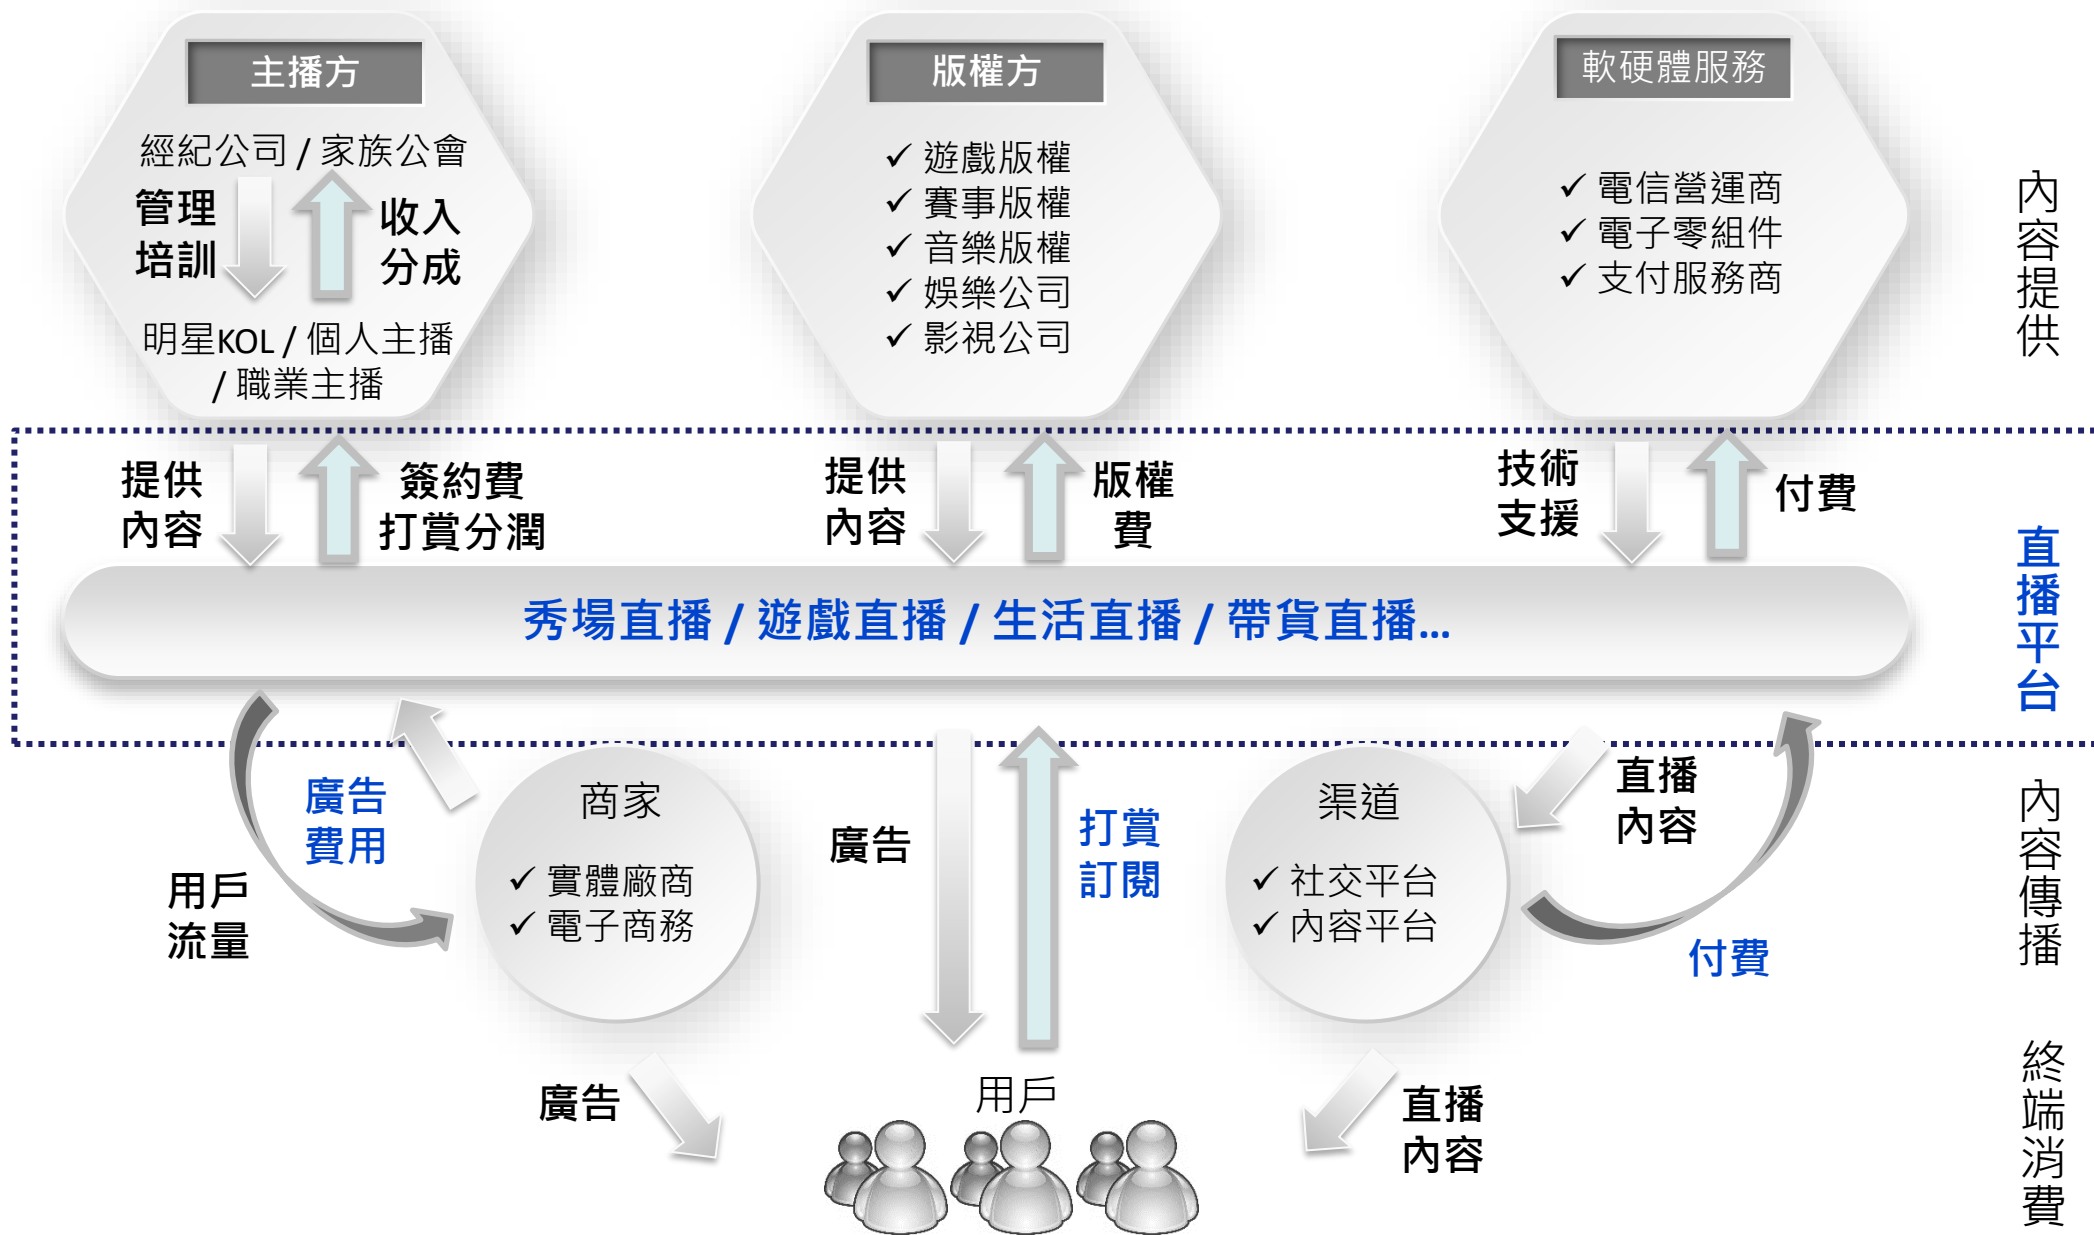 主播方
經紀公司 / 家族公會
管理
培訓
收入
分成
明星KOL / 個人主播
/ 職業主播
版權方
✓ 遊戲版權
✓ 賽事版權
✓ 音樂版權
✓ 娛樂公司
✓ 影視公司
軟硬體服務
✓ 電信營運商
✓ 電子零組件
✓ 支付服務商
內容提供
提供
內容
簽約費
打賞分潤
提供
內容
版權
費
技術
支援
付費
秀場直播 / 遊戲直播 / 生活直播 / 帶貨直播...
直播平台
用戶
流量
廣告
費用
商家
✓ 實體廠商
✓ 電子商務
廣告
打賞
訂閱
渠道
✓ 社交平台
✓ 內容平台
直播
內容
付費
內容傳播
廣告
用戶
直播
內容
終端消費